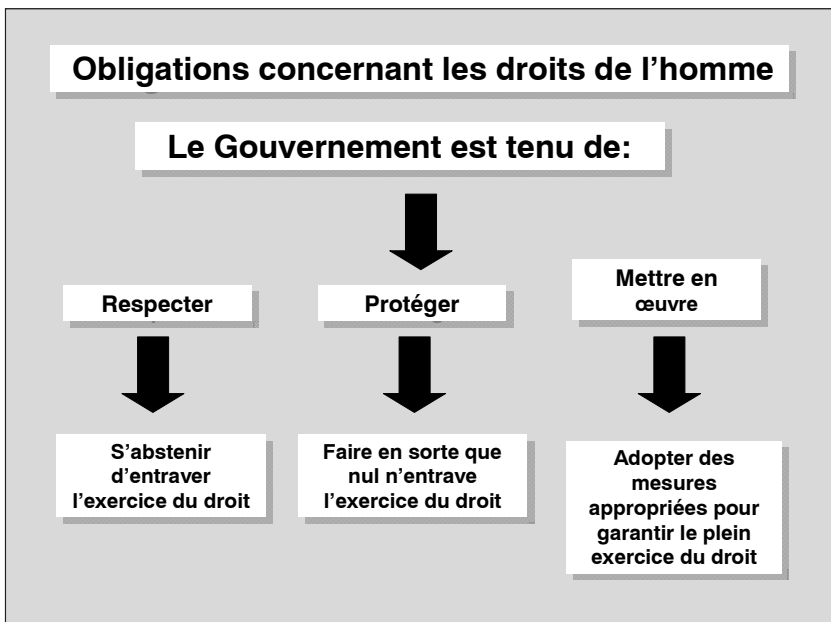 Obligations concernant les droits de l’homme
Le Gouvernement est tenu de:
Respecter
Protéger
Mettre en
œuvre
S’abstenir
d’entraver
l’exercice du droit
Faire en sorte que
nul n’entrave
l’exercice du droit
Adopter des
mesures
appropriées pour
garantir le plein
exercice du droit